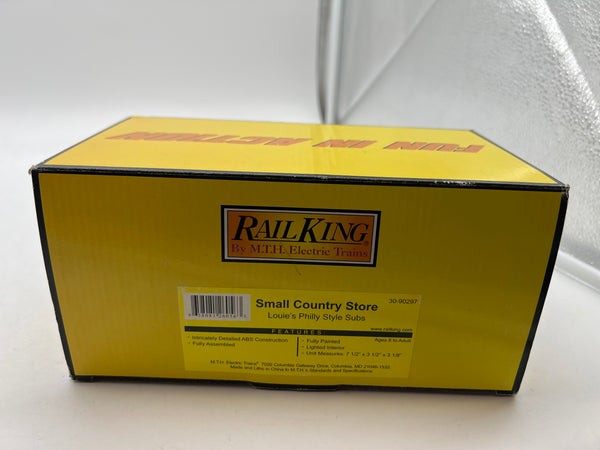 FUN IN ACTION
RAILKING®
By M.T.H. Electric Trains
Small Country Store
30-90297
Louie's Philly Style Subs
www.railking.com
FEATURES:
Ages 8 to Adult
• Intricately Detailed ABS Construction
• Fully Assembled
• Fully Painted
• Lighted Interior
• Unit Measures: 7 1/2" x 3 1/2" x 3 1/8"
M.T.H. Electric Trains® 7020 Columbia Gateway Drive, Columbia, MD 21046-1532
Made and Litho in China to M.T.H.'s Standards and Specifications